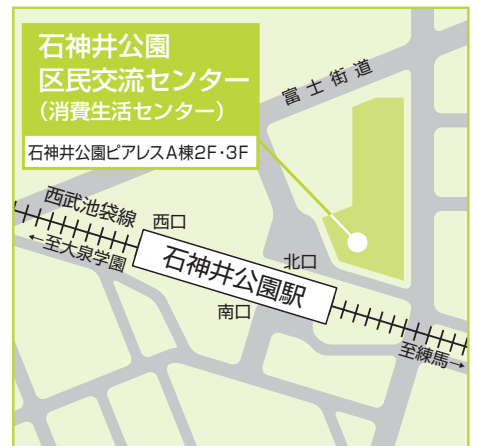 石神井公園
区民交流センター
（消費生活センター）
石神井公園ピアレスA棟2F・3F
富士街道
西武池袋線
西口
←至大泉学園
石神井公園駅
北口
南口
至練馬→